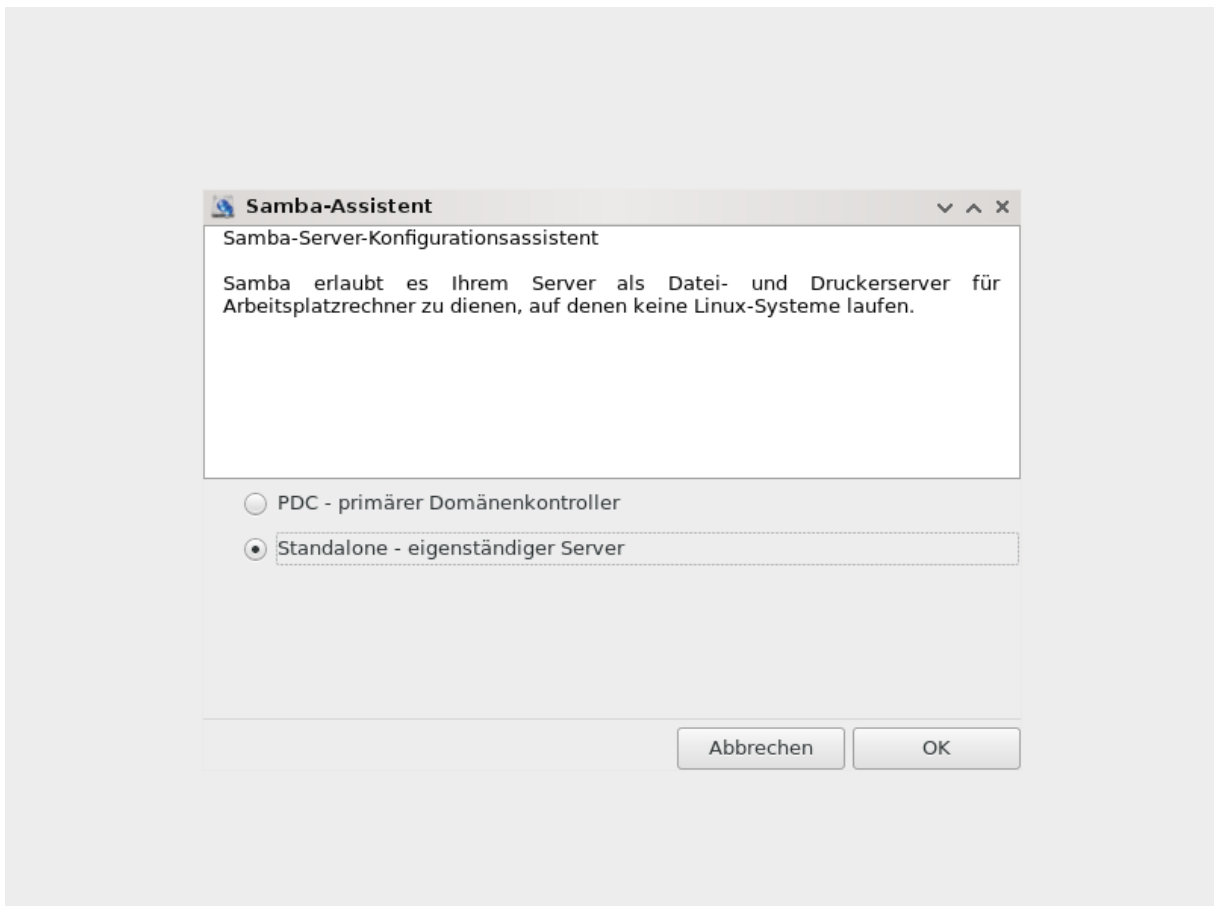 Samba-Assistent
Samba-Server-Konfigurationsassistent
Samba erlaubt es Ihrem Server als Datei- und Druckerserver für
Arbeitsplatzrechner zu dienen, auf denen keine Linux-Systeme laufen.
PDC - primärer Domänenkontroller
Standalone - eigenständiger Server
Abbrechen OK